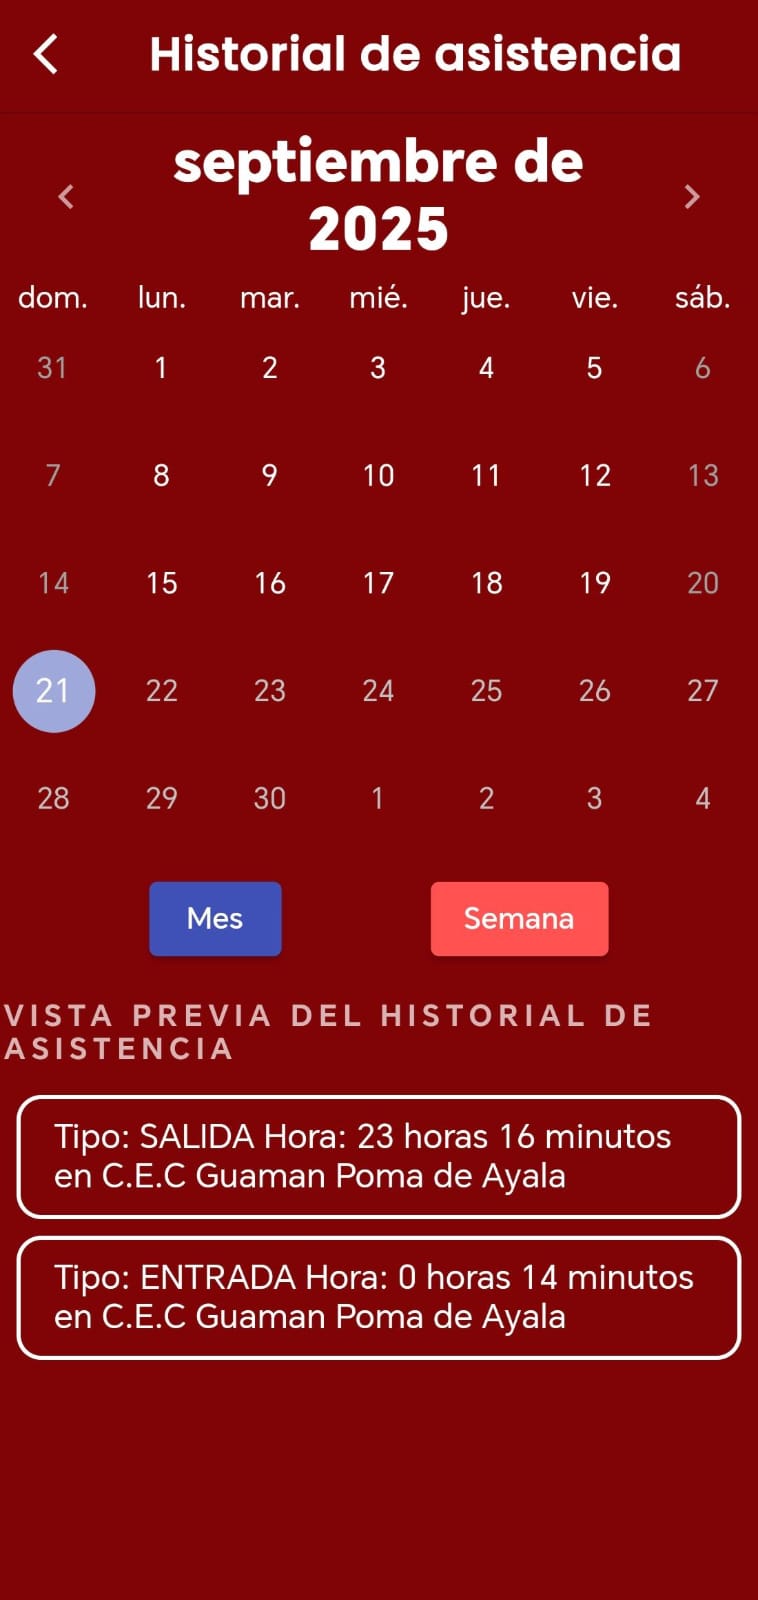 Historial de asistencia
septiembre de
2025
dom. lun. mar. mié. jue. vie. sáb.
31 1 2 3 4 5 6
7 8 9 10 11 12 13
14 15 16 17 18 19 20
21 22 23 24 25 26 27
28 29 30 1 2 3 4
Mes Semana
VISTA PREVIA DEL HISTORIAL DE
ASISTENCIA
Tipo: SALIDA Hora: 23 horas 16 minutos
en C.E.C Guaman Poma de Ayala
Tipo: ENTRADA Hora: 0 horas 14 minutos
en C.E.C Guaman Poma de Ayala